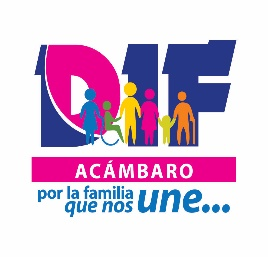 DIF
ACÁMBARO
por la familia
que nos une...